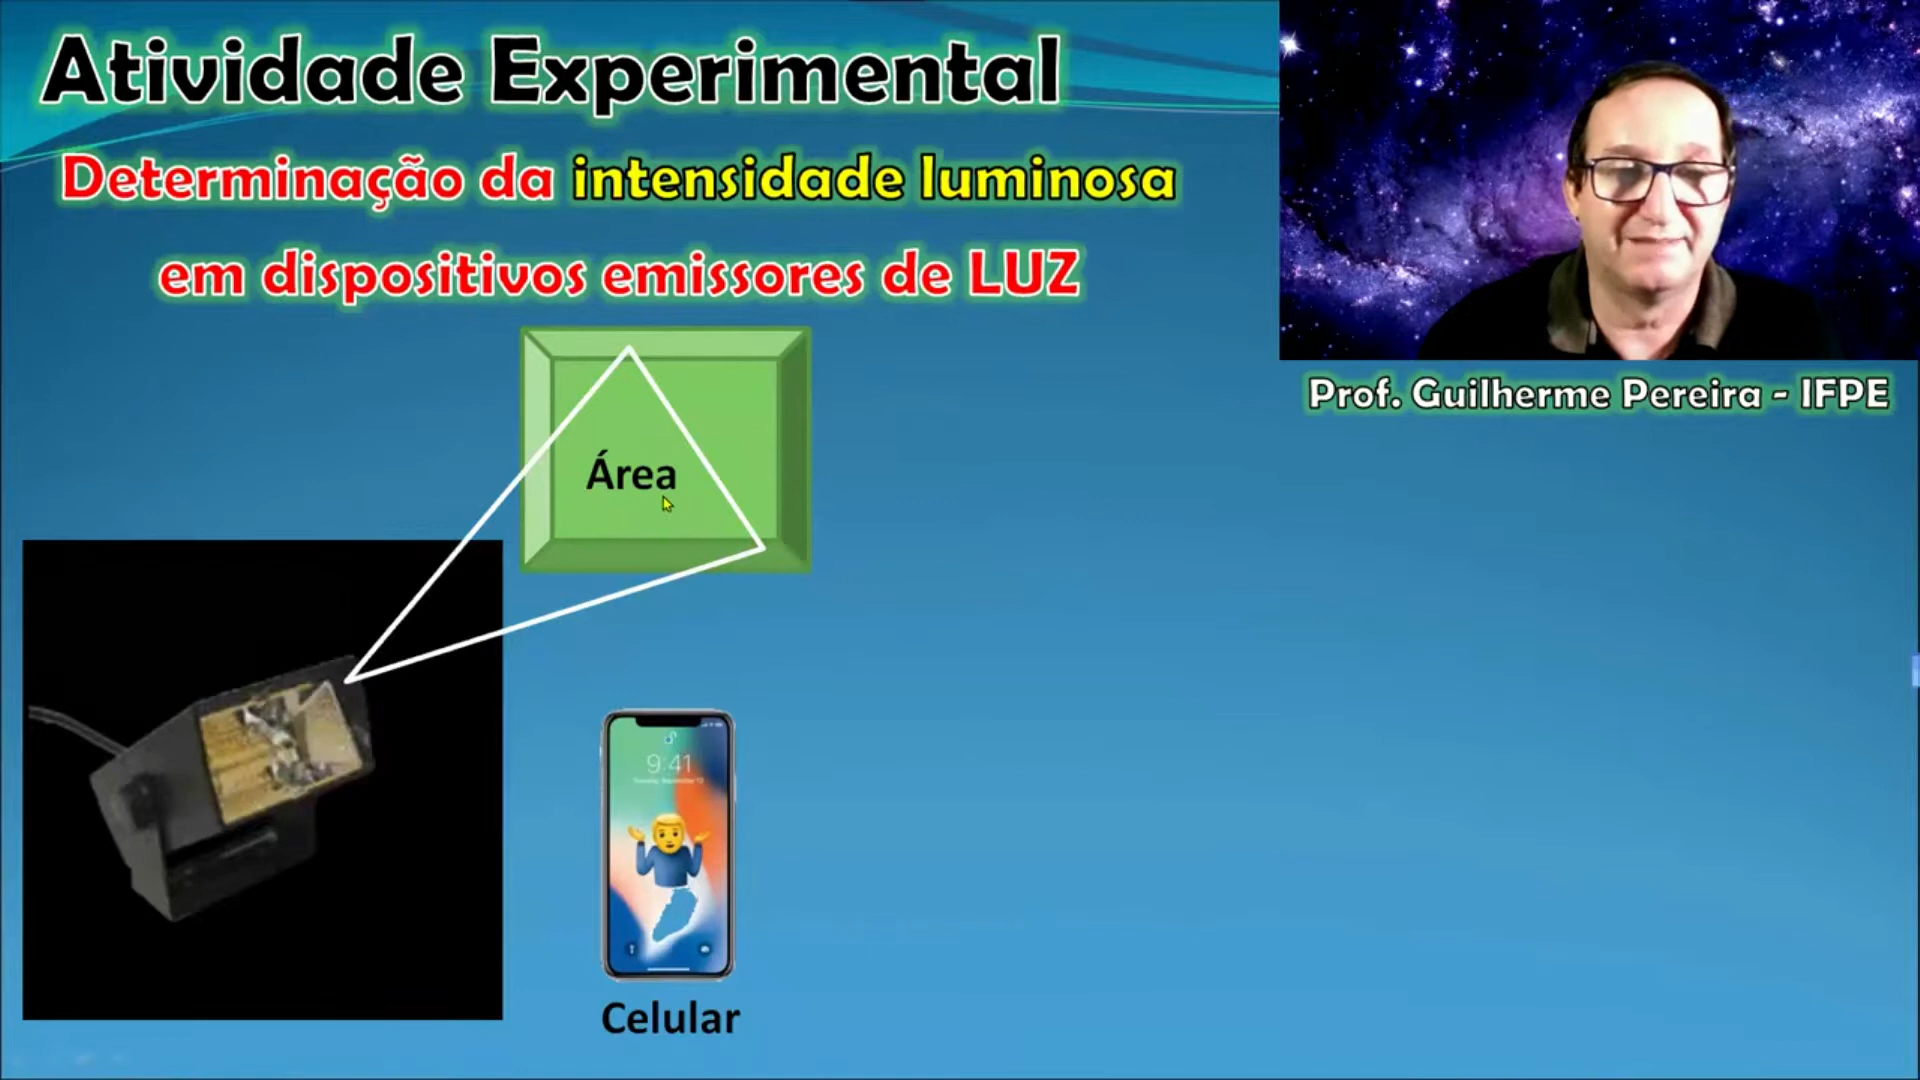 Atividade Experimental
Determinação da intensidade luminosa
em dispositivos emissores de LUZ
Prof. Guilherme Pereira - IFPE
Área
9:41
Celular